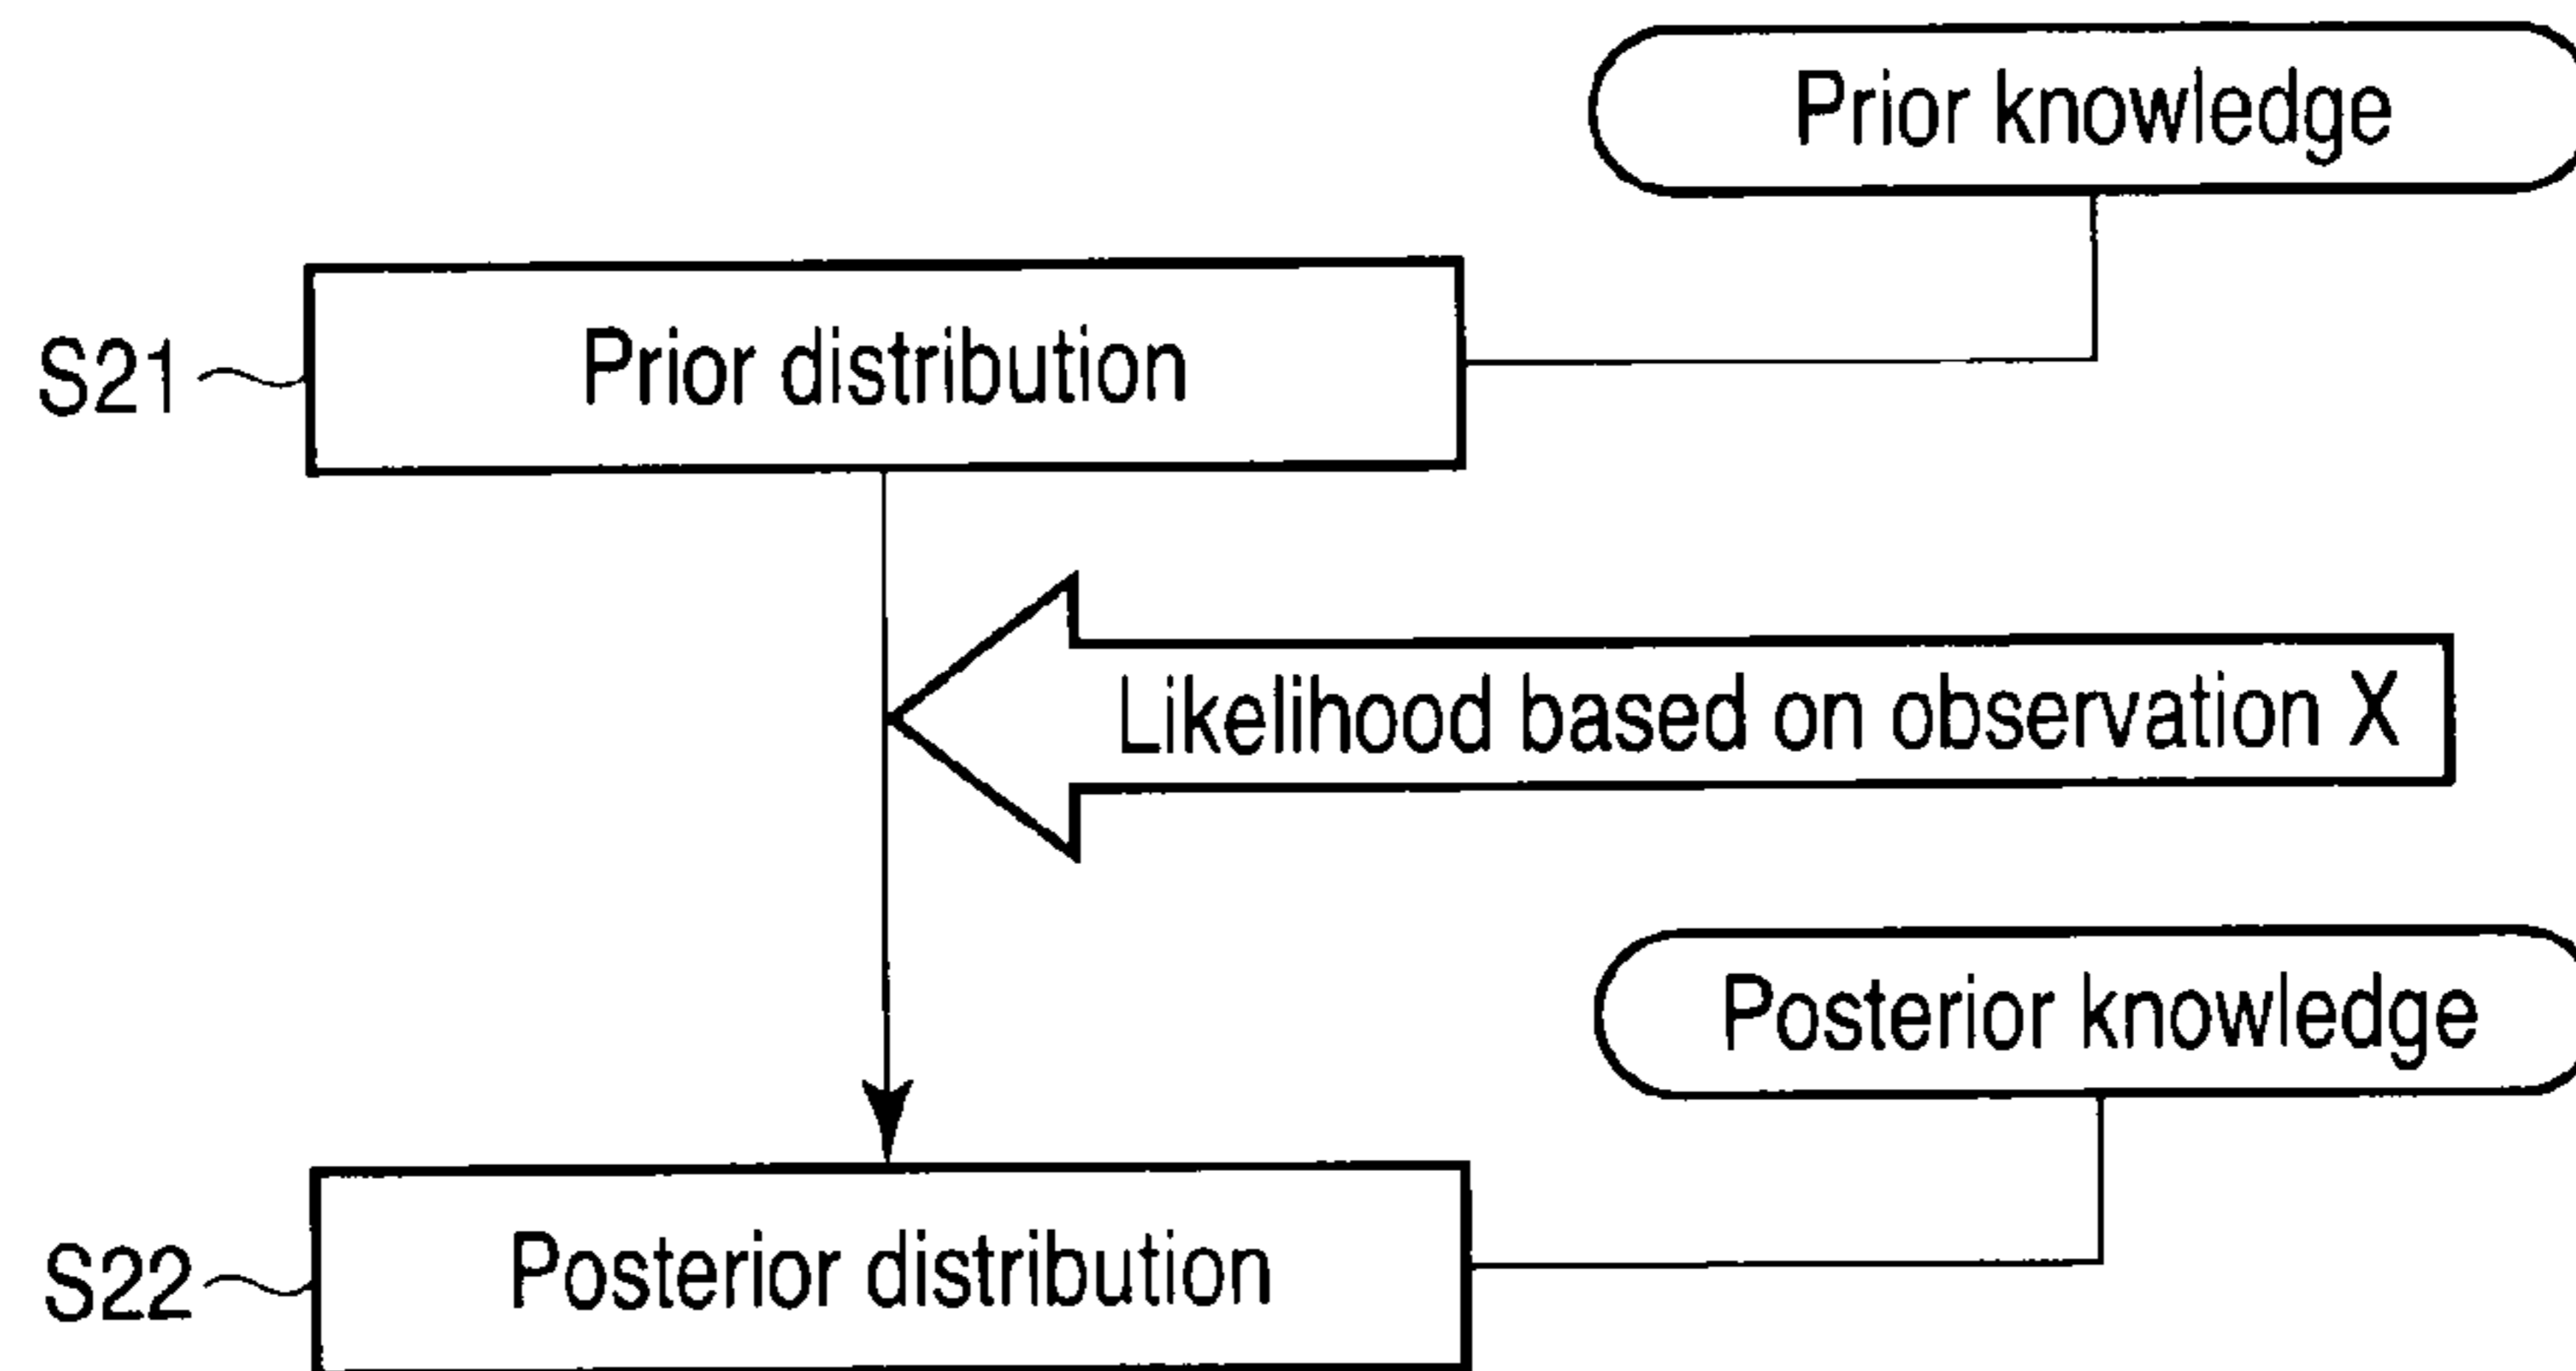 Prior knowledge
S21
Prior distribution
Likelihood based on observation X
Posterior knowledge
S22
Posterior distribution